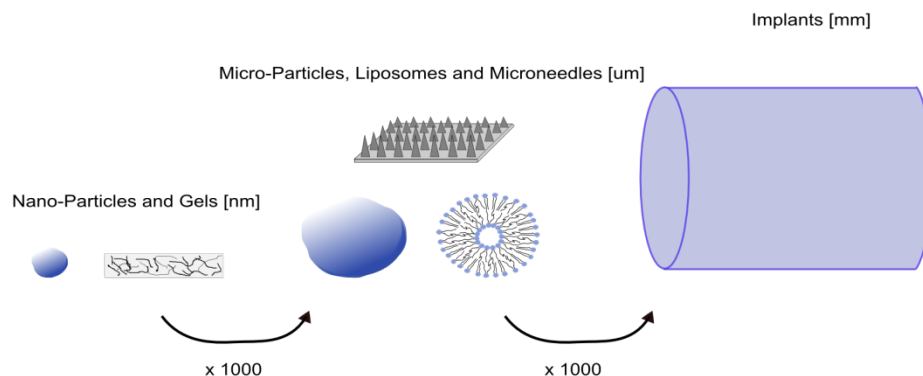 Implants [mm]
Micro-Particles, Liposomes and Microneedles [um]
Nano-Particles and Gels [nm]
x 1000
x 1000